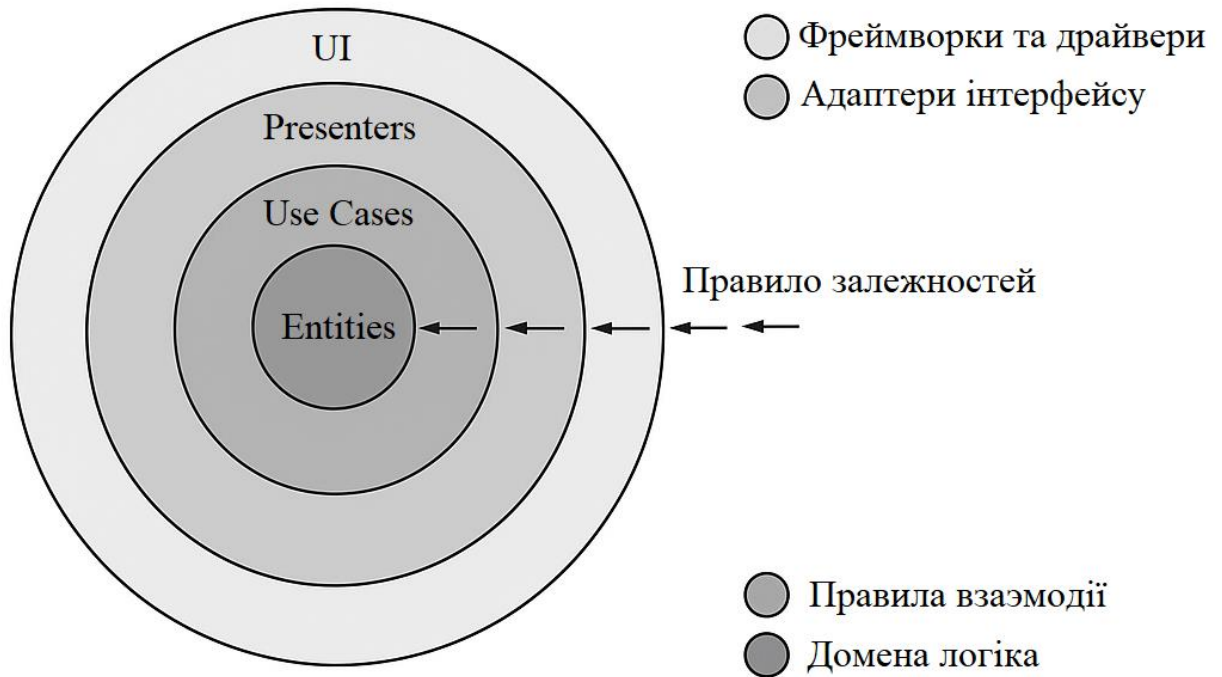 UI
Presenters
Use Cases
Entities
Фреймворки та драйвери
Адаптери інтерфейсу
Правило залежностей
Правила взаэмодії
Домена логіка